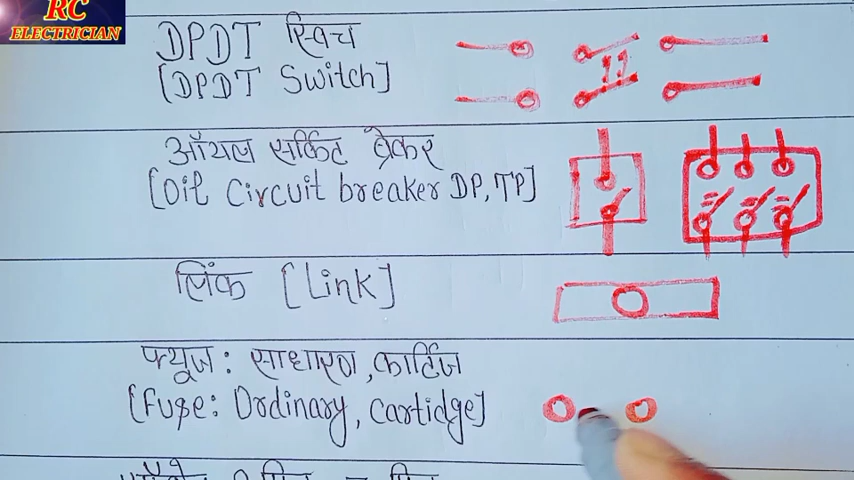 RC
ELECTRICIAN
DPDT स्विच
[DPDT Switch]
ऑयल सर्किट ब्रेकर
[Oil Circuit breaker DP, TP]
लिंक [Link]
फ्यूज : साधारण, कार्टिज
[Fuse: Ordinary, Cartidge]